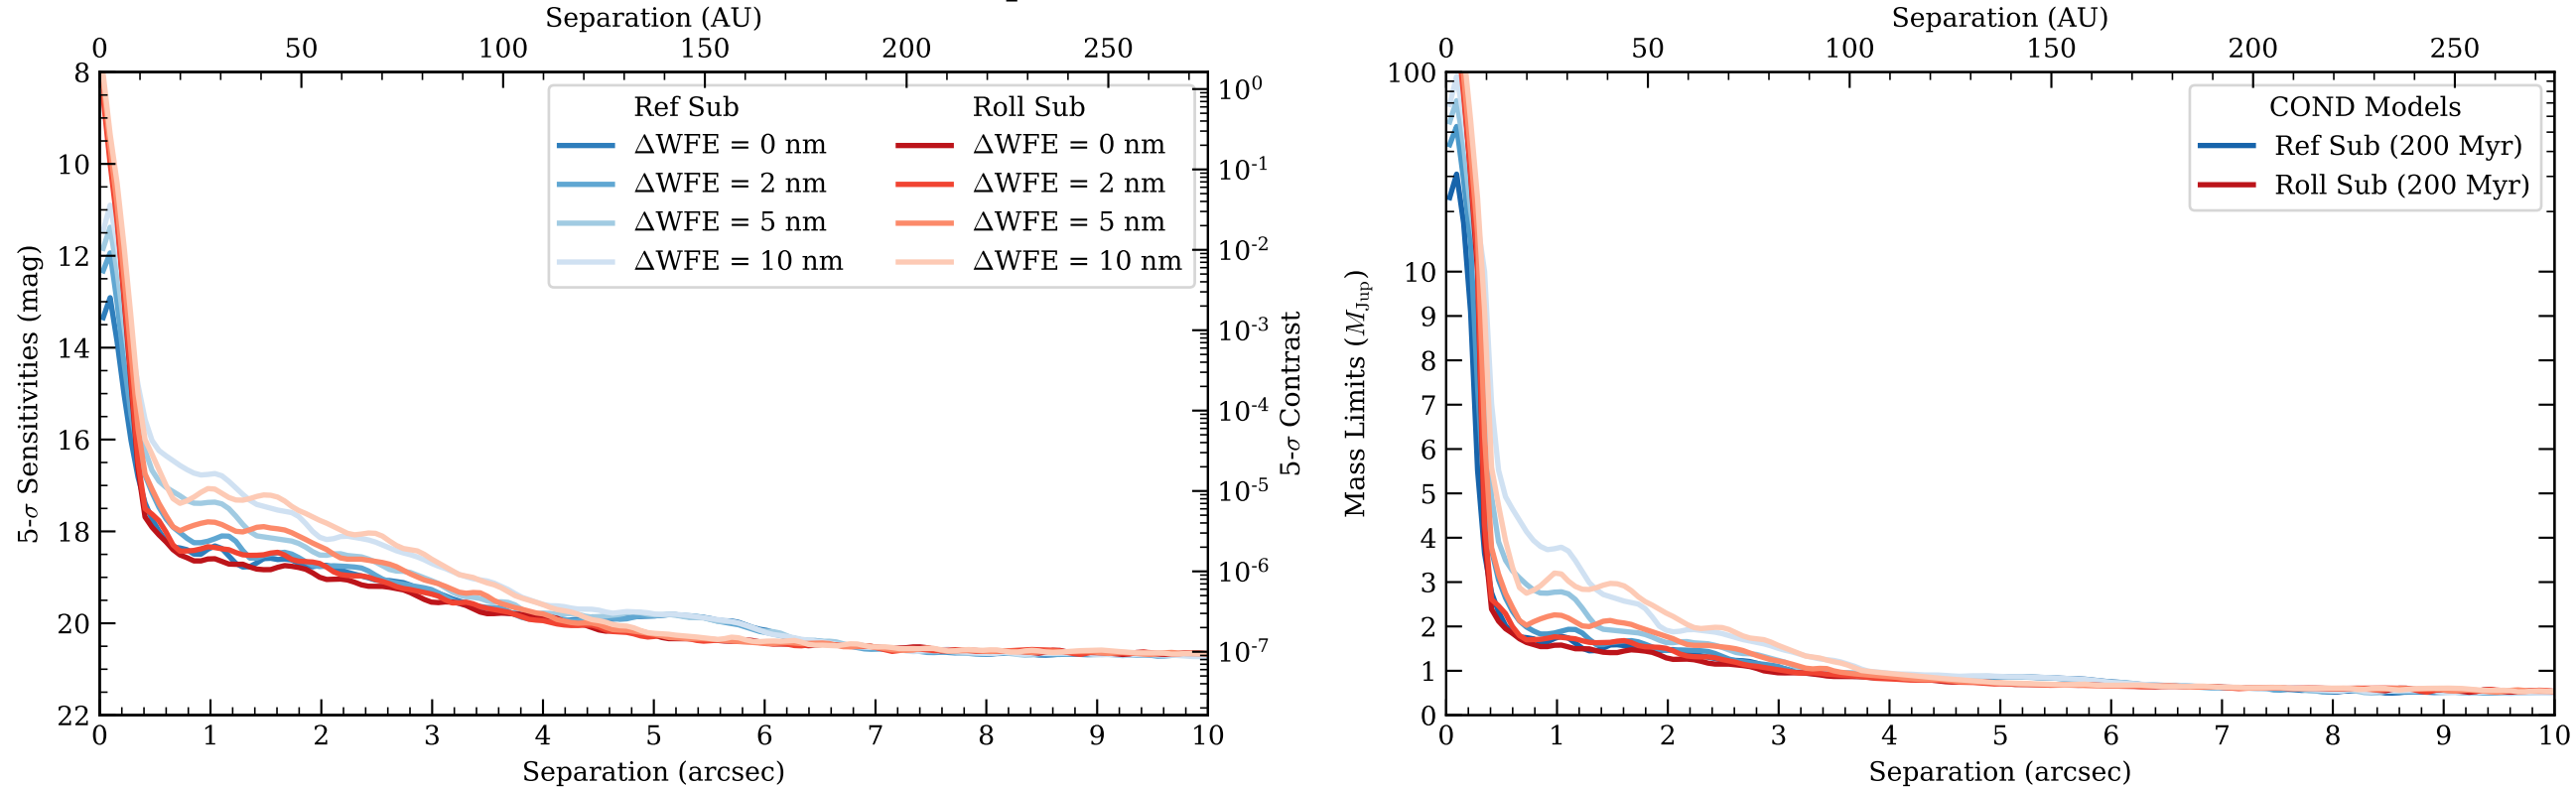 Separation (AU)
0 50 100 150 200 250
8
10
12
14
16
18
20
22
5-σ Sensitivities (mag)
Ref Sub
ΔWFE = 0 nm
ΔWFE = 2 nm
ΔWFE = 5 nm
ΔWFE = 10 nm
Roll Sub
ΔWFE = 0 nm
ΔWFE = 2 nm
ΔWFE = 5 nm
ΔWFE = 10 nm
10⁰
10⁻¹
10⁻²
10⁻³
10⁻⁴
10⁻⁵
10⁻⁶
10⁻⁷
5-σ Contrast
0 1 2 3 4 5 6 7 8 9 10
Separation (arcsec)
Separation (AU)
0 50 100 150 200 250
100
10
9
8
7
6
5
4
3
2
1
0
Mass Limits (M_Jup)
COND Models
Ref Sub (200 Myr)
Roll Sub (200 Myr)
0 1 2 3 4 5 6 7 8 9 10
Separation (arcsec)